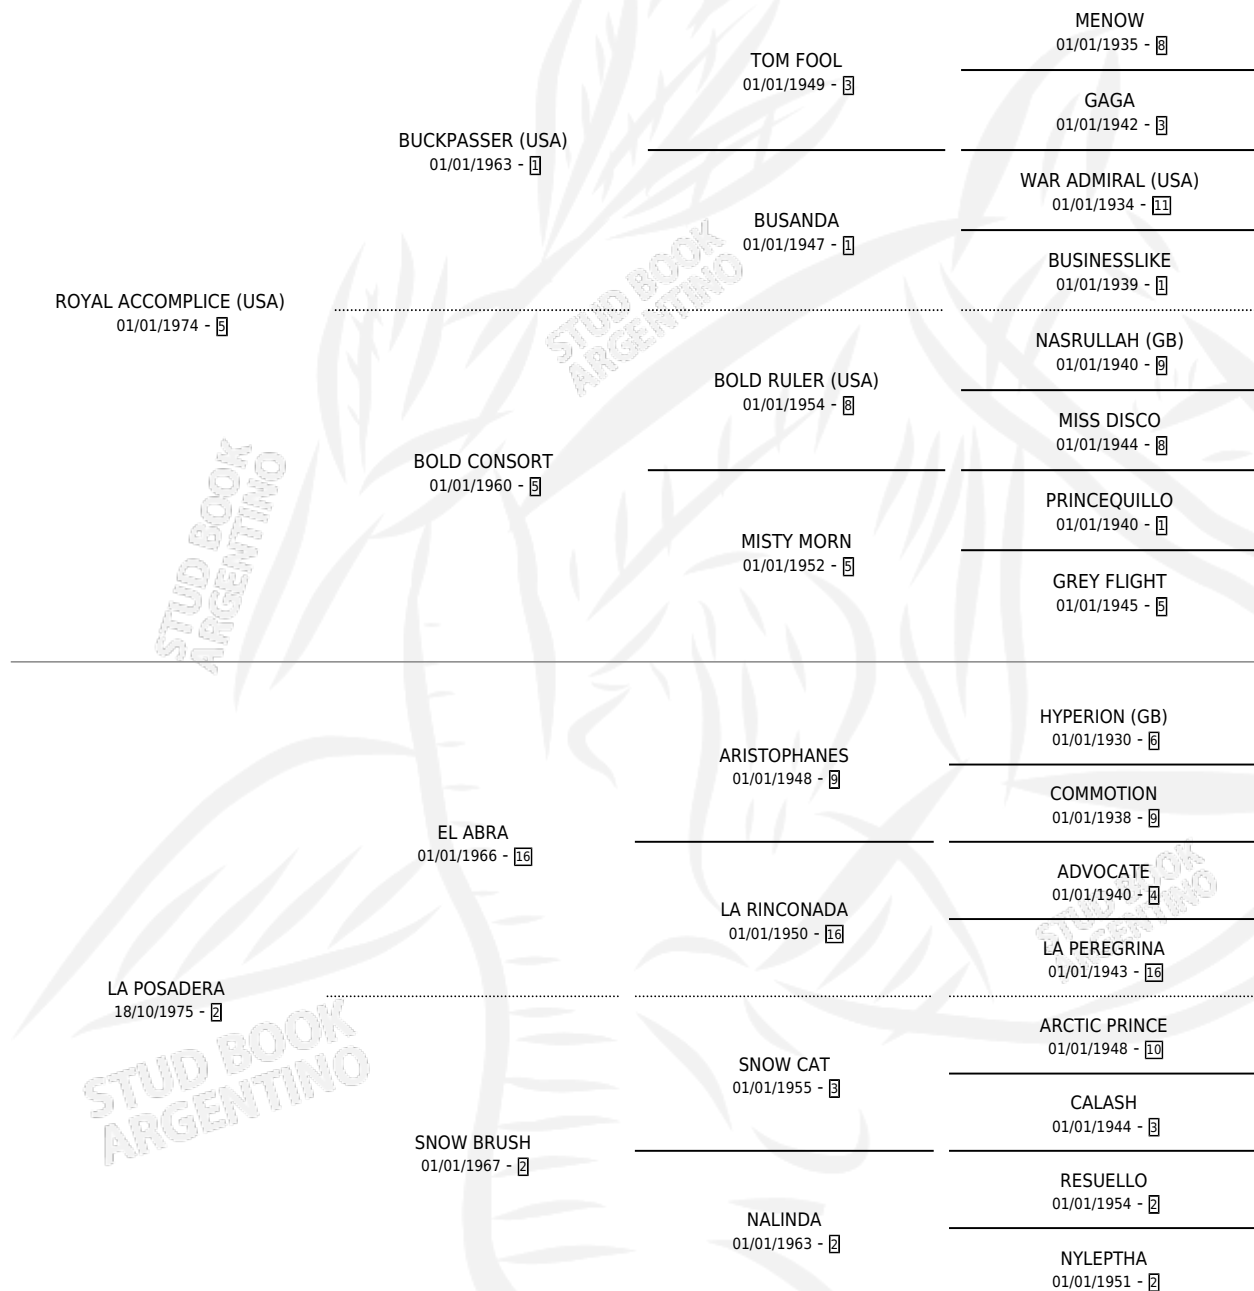 MENOW
01/01/1935 - 8
TOM FOOL
01/01/1949 - 3
GAGA
01/01/1942 - 3
BUCKPASSER (USA)
01/01/1963 - 1
WAR ADMIRAL (USA)
01/01/1934 - 11
BUSANDA
01/01/1947 - 1
BUSINESSLIKE
01/01/1939 - 1
ROYAL ACCOMPLICE (USA)
01/01/1974 - 5
STUD BOOK
ARGENTINO
NASRULLAH (GB)
01/01/1940 - 9
BOLD RULER (USA)
01/01/1954 - 8
MISS DISCO
01/01/1944 - 8
BOLD CONSORT
01/01/1960 - 5
PRINCEQUILLO
01/01/1940 - 1
MISTY MORN
01/01/1952 - 5
GREY FLIGHT
01/01/1945 - 5
STUD BOOK
ARGENTINO
HYPERION (GB)
01/01/1930 - 6
ARISTOPHANES
01/01/1948 - 9
COMMOTION
01/01/1938 - 9
EL ABRA
01/01/1966 - 16
ADVOCATE
01/01/1940 - 4
LA RINCONADA
01/01/1950 - 16
LA PEREGRINA
01/01/1943 - 16
STUD BOOK
ARGENTINO
LA POSADERA
18/10/1975 - 2
ARCTIC PRINCE
01/01/1948 - 10
SNOW CAT
01/01/1955 - 3
CALASH
01/01/1944 - 3
STUD BOOK
ARGENTINO
SNOW BRUSH
01/01/1967 - 2
RESUELLO
01/01/1954 - 2
NALINDA
01/01/1963 - 2
NYLEPTHA
01/01/1951 - 2